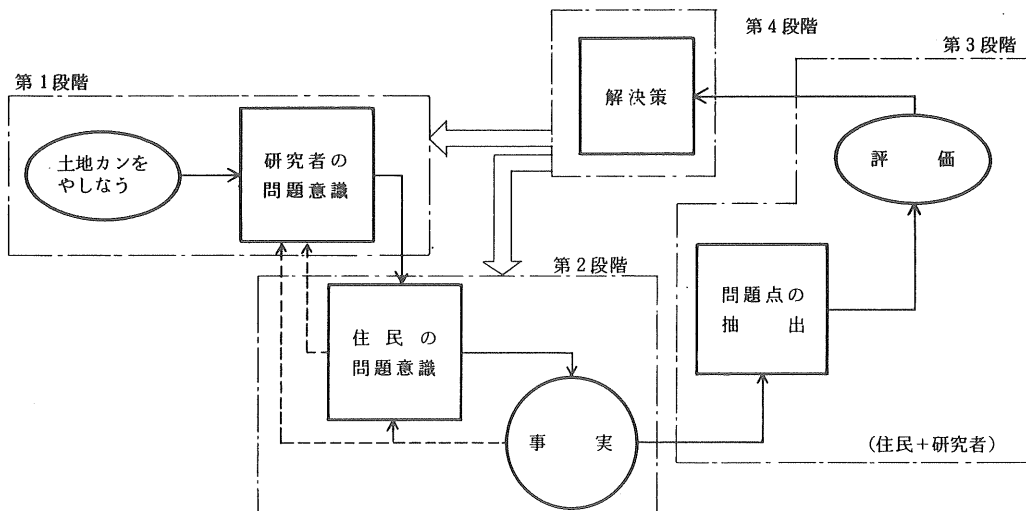 第1段階
土地カンを
やしなう
研究者の
問題意識
第2段階
住民の
問題意識
事実
第3段階
問題点の
抽出
評価
(住民+研究者)
第4段階
解決策